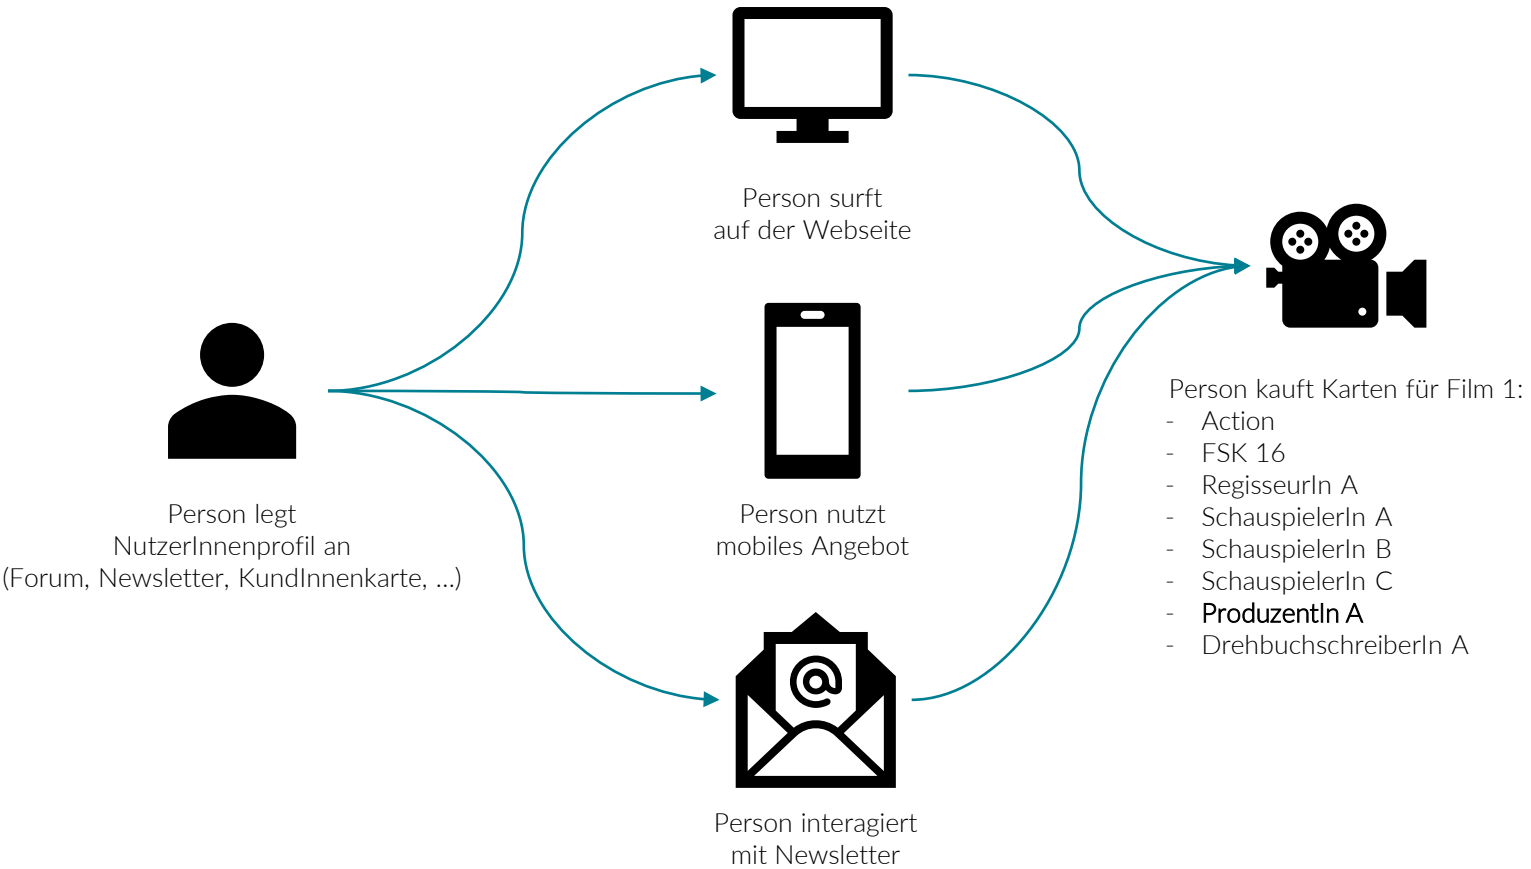 Person surft
auf der Webseite
Person legt
NutzerInnenprofil an
(Forum, Newsletter, KundInnenkarte, ...)
Person nutzt
mobiles Angebot
@
Person interagiert
mit Newsletter
Person kauft Karten für Film 1:
- Action
- FSK 16
- RegisseurIn A
- SchauspielerIn A
- SchauspielerIn B
- SchauspielerIn C
- ProduzentIn A
- DrehbuchschreiberIn A